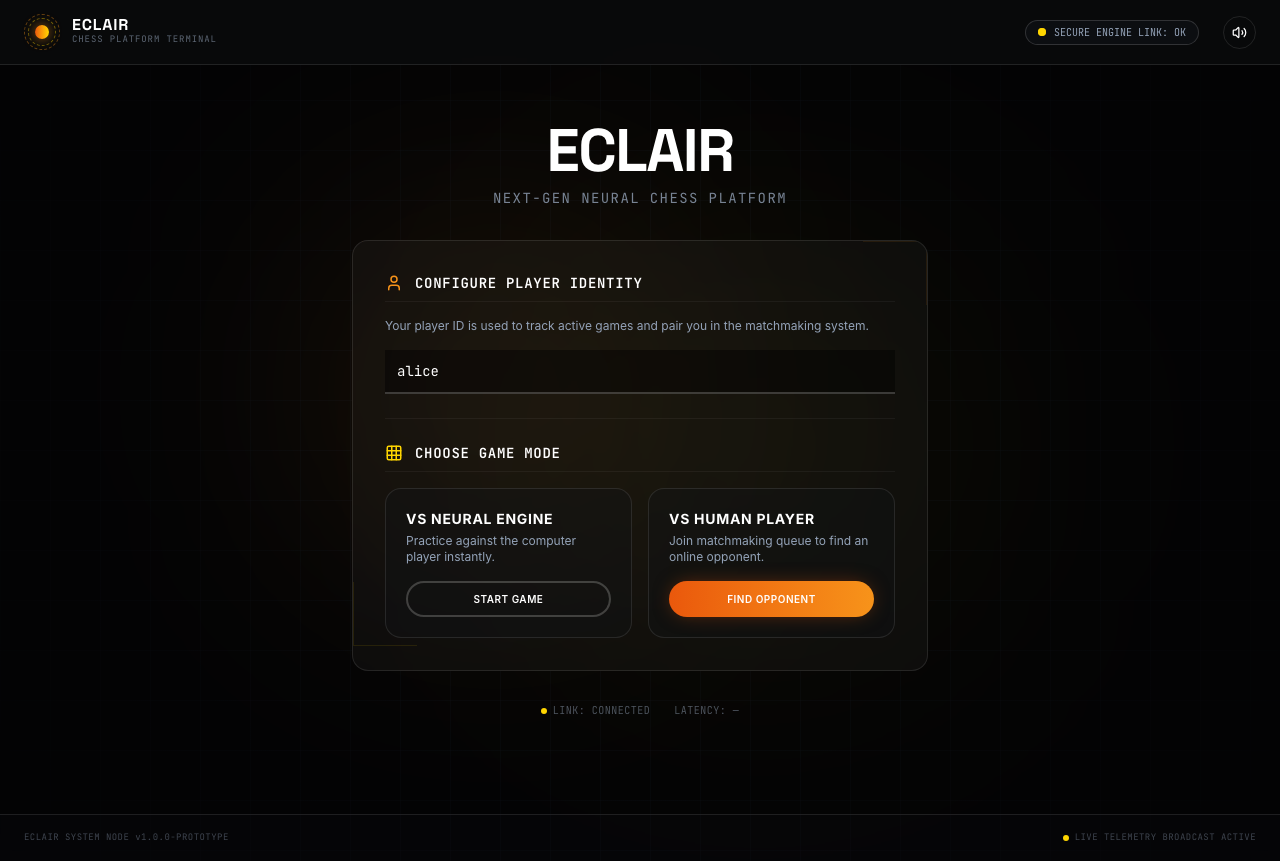 ECLAIR
CHESS PLATFORM TERMINAL
SECURE ENGINE LINK: OK
ECLAIR
NEXT-GEN NEURAL CHESS PLATFORM
CONFIGURE PLAYER IDENTITY
Your player ID is used to track active games and pair you in the matchmaking system.
alice
CHOOSE GAME MODE
VS NEURAL ENGINE
Practice against the computer
player instantly.
START GAME
VS HUMAN PLAYER
Join matchmaking queue to find an
online opponent.
FIND OPPONENT
LINK: CONNECTED LATENCY: —
ECLAIR SYSTEM NODE v1.0.0-PROTOTYPE
LIVE TELEMETRY BROADCAST ACTIVE